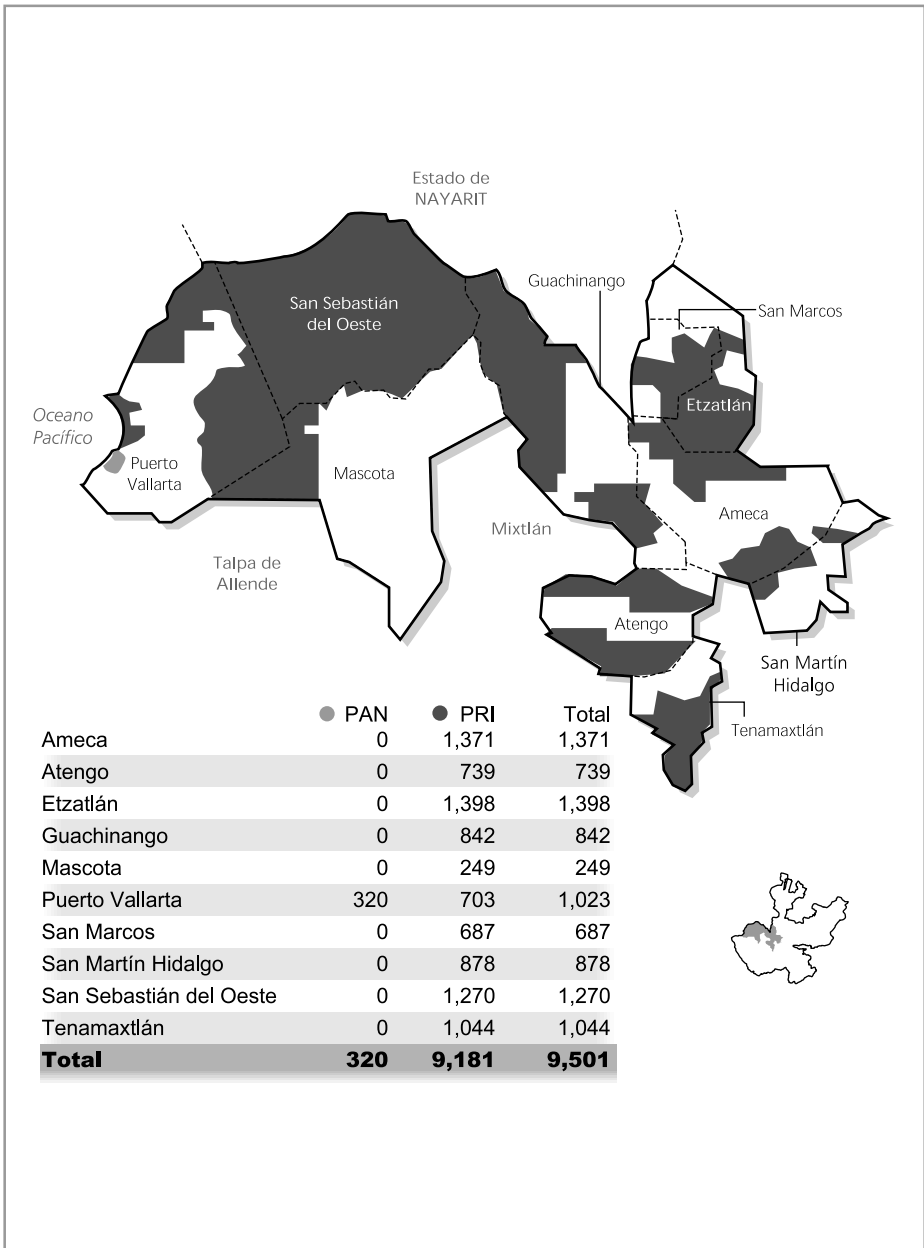 Estado de
NAYARIT
Guachinango
San Marcos
San Sebastián
del Oeste
Etzatlán
Oceano
Pacífico
Puerto
Vallarta
Mascota
Ameca
Mixtlán
Talpa de
Allende
Atengo
San Martín
Hidalgo
Tenamaxtlán
PAN PRI Total
Ameca 0 1,371 1,371
Atengo 0 739 739
Etzatlán 0 1,398 1,398
Guachinango 0 842 842
Mascota 0 249 249
Puerto Vallarta 320 703 1,023
San Marcos 0 687 687
San Martín Hidalgo 0 878 878
San Sebastián del Oeste 0 1,270 1,270
Tenamaxtlán 0 1,044 1,044
Total 320 9,181 9,501